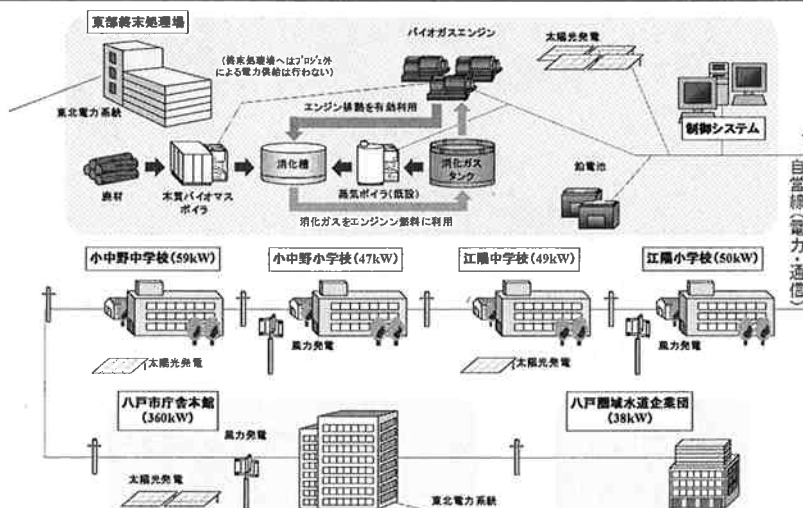 東部終末処理場
バイオガスエンジン
太陽光発電
(終末処理場へはプロジェ外
による電力供給は行わない)
東北電力系統
エンジン排熱を有効利用
制御システム
消化槽
消化ガス
タンク
廃材
木質バイオマス
ボイラ
蒸気ボイラ(既設)
鉛電池
消化ガスをエンジン燃料に利用
自営線(電力・通信)
小中野中学校(59kW)
小中野小学校(47kW)
江陽中学校(49kW)
江陽小学校(50kW)
風力発電
風力発電
太陽光発電
太陽光発電
八戸市庁舎本館
(360kW)
八戸圏域水道企業団
(38kW)
風力発電
太陽光発電
東北電力系統